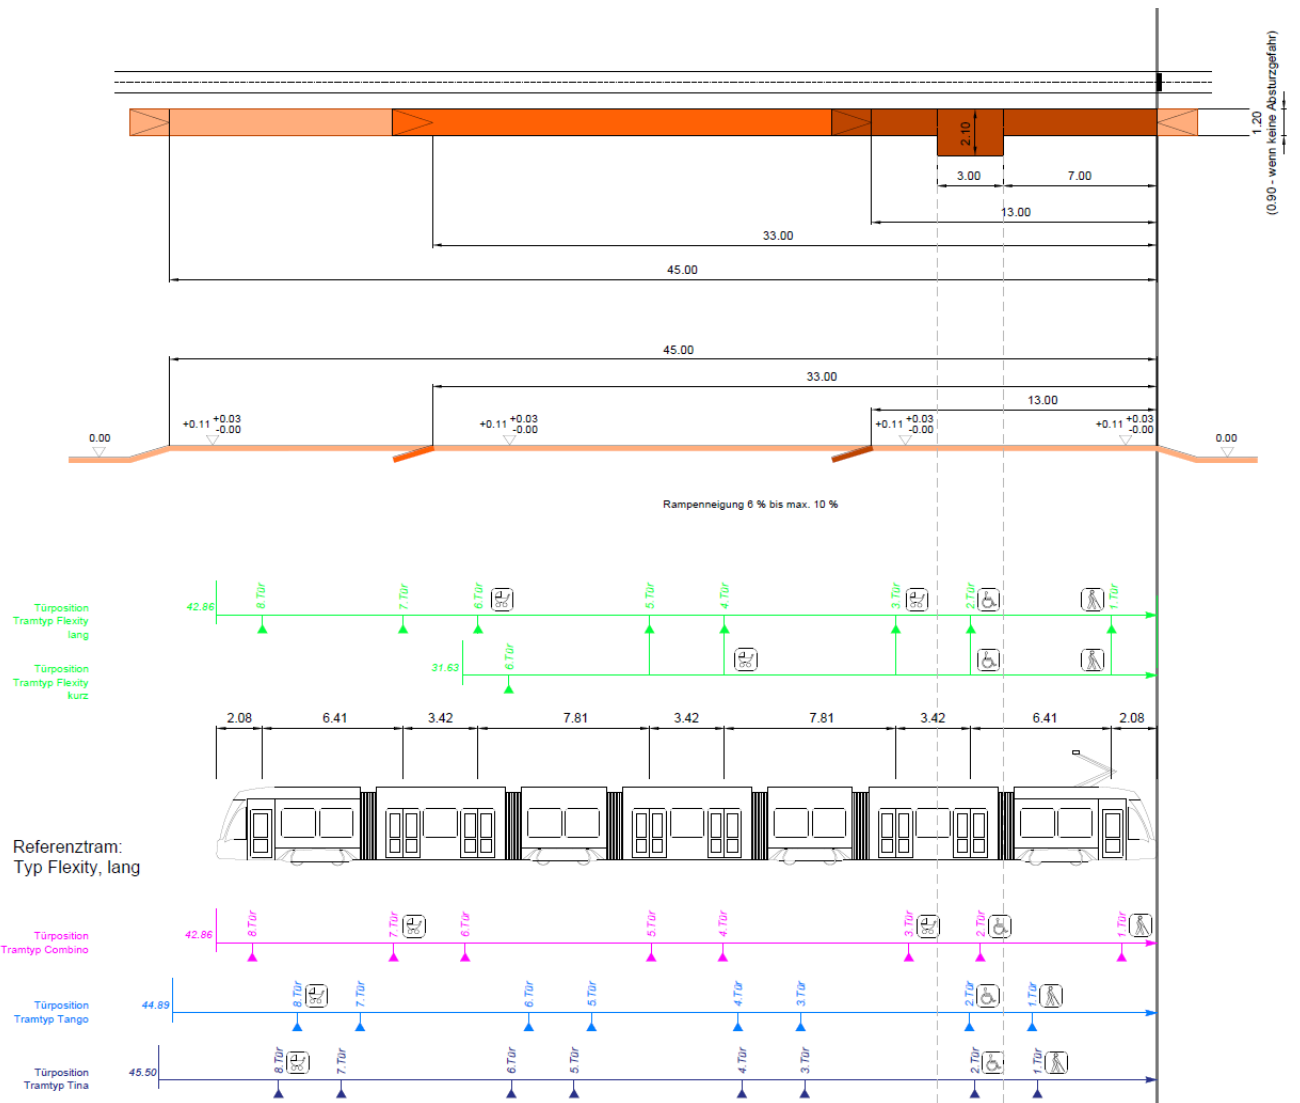 1.20
(0.90 - wenn keine Absturzgefahr)
2.10
3.00
7.00
13.00
33.00
45.00
45.00
33.00
13.00
0.00
+0.11 +0.03
-0.00
+0.11 +0.03
-0.00
+0.11 +0.03
-0.00
+0.11 +0.03
-0.00
0.00
Rampenneigung 6 % bis max. 10 %
Türposition
Tramtyp Flexity
lang
42.86
8.Tür
7.Tür
6.Tür
5.Tür
4.Tür
3.Tür
2.Tür
1.Tür
Türposition
Tramtyp Flexity
kurz
31.63
6.Tür
2.08
6.41
3.42
7.81
3.42
7.81
3.42
6.41
2.08
Referenztram:
Typ Flexity, lang
Türposition
Tramtyp Combino
42.86
8.Tür
7.Tür
6.Tür
5.Tür
4.Tür
3.Tür
2.Tür
1.Tür
Türposition
Tramtyp Tango
44.89
8.Tür
7.Tür
6.Tür
5.Tür
4.Tür
3.Tür
2.Tür
1.Tür
Türposition
Tramtyp Tina
45.50
8.Tür
7.Tür
6.Tür
5.Tür
4.Tür
3.Tür
2.Tür
1.Tür